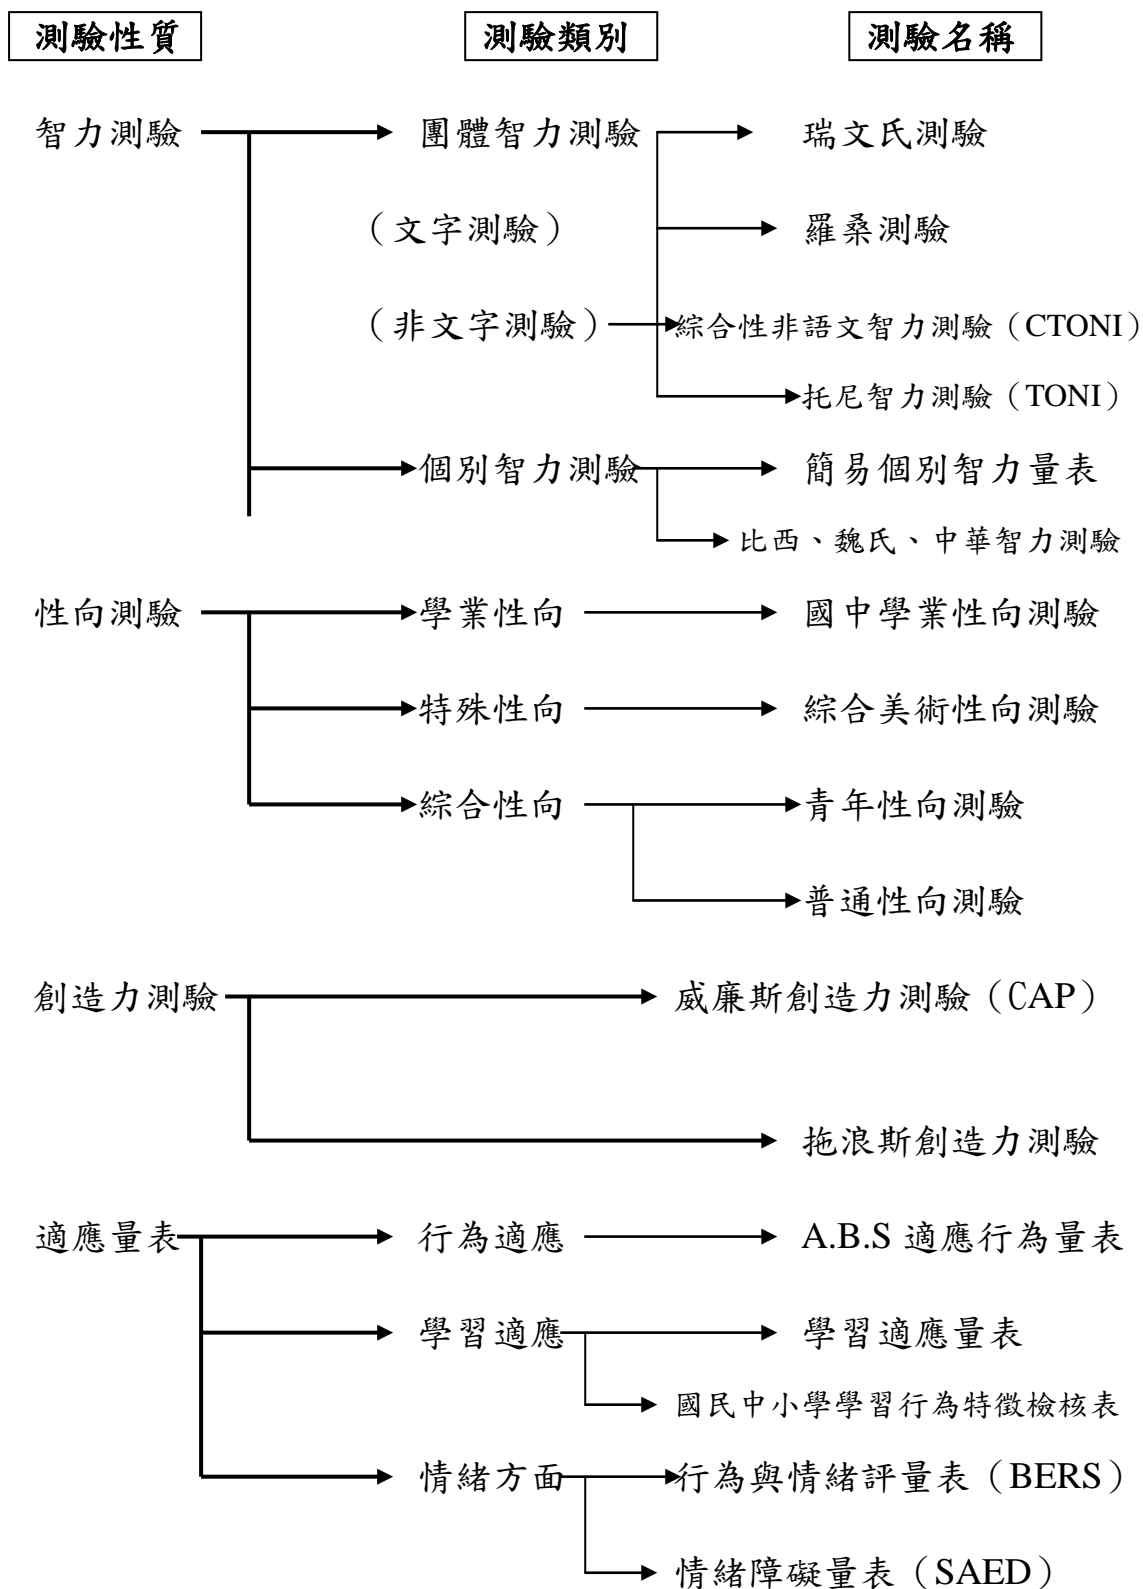 測驗性質 測驗類別 測驗名稱
智力測驗 團體智力測驗 瑞文氏測驗
（文字測驗） 羅桑測驗
（非文字測驗） 綜合性非語文智力測驗（CTONI）
托尼智力測驗（TONI）
個別智力測驗 簡易個別智力量表
比西、魏氏、中華智力測驗
性向測驗 學業性向 國中學業性向測驗
特殊性向 綜合美術性向測驗
綜合性向 青年性向測驗
普通性向測驗
創造力測驗 威廉斯創造力測驗（CAP）
拖浪斯創造力測驗
適應量表 行為適應 A.B.S 適應行為量表
學習適應 學習適應量表
國民中小學學習行為特徵檢核表
情緒方面 行為與情緒評量表（BERS）
情緒障礙量表（SAED）